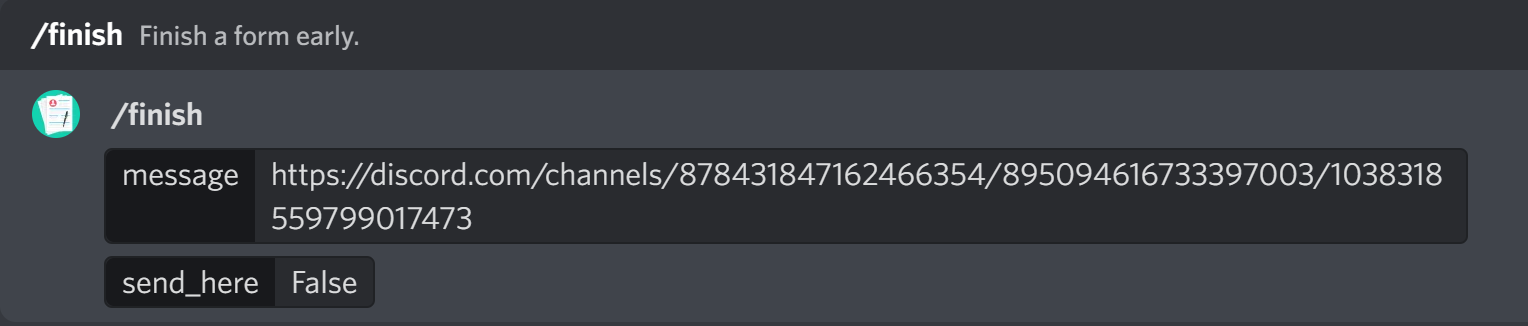 /finish Finish a form early.
/finish
message https://discord.com/channels/878431847162466354/895094616733397003/1038318
559799017473
send_here False